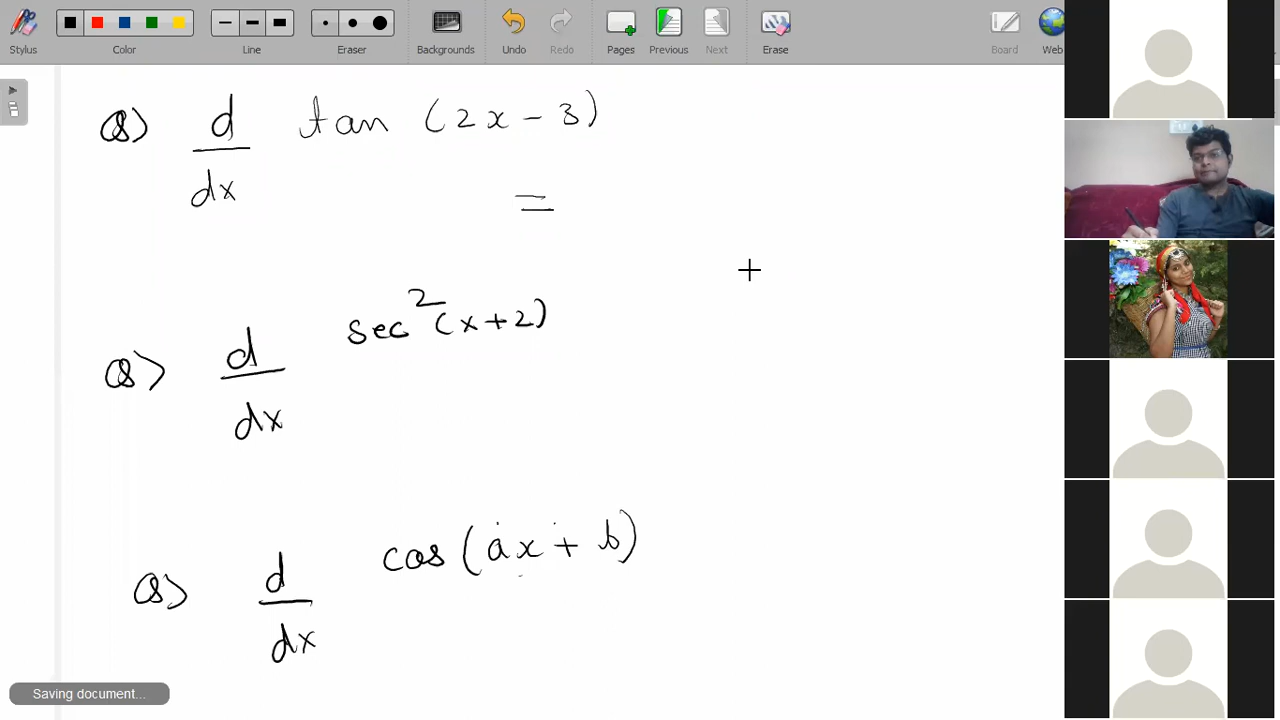 Stylus Color Line Eraser Backgrounds Undo Redo Pages Previous Next Erase Board Web
Q) d/dx tan (2x - 3)
=
Q) d/dx sec²(x+2)
Q) d/dx cos(ax + b)
Saving document...